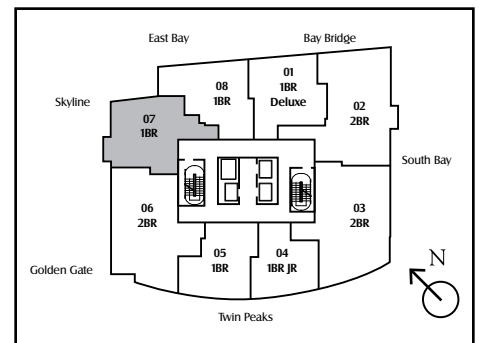 East Bay
Bay Bridge
Skyline
01
1BR
Deluxe
08
1BR
02
2BR
07
1BR
South Bay
06
2BR
03
2BR
05
1BR
04
1BR JR
Golden Gate
N
Twin Peaks